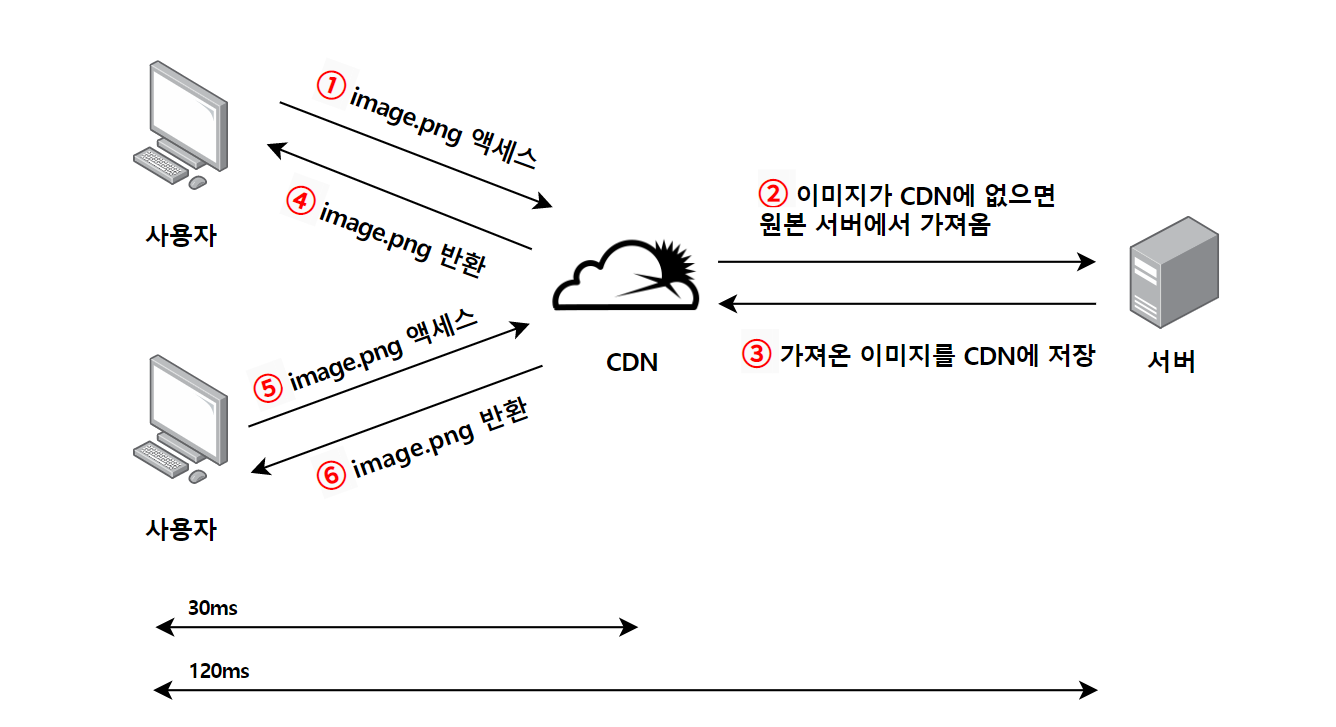 ① image.png 액세스
④ image.png 반환
사용자
② 이미지가 CDN에 없으면
원본 서버에서 가져옴
CDN
③ 가져온 이미지를 CDN에 저장
서버
⑤ image.png 액세스
⑥ image.png 반환
사용자
30ms
120ms